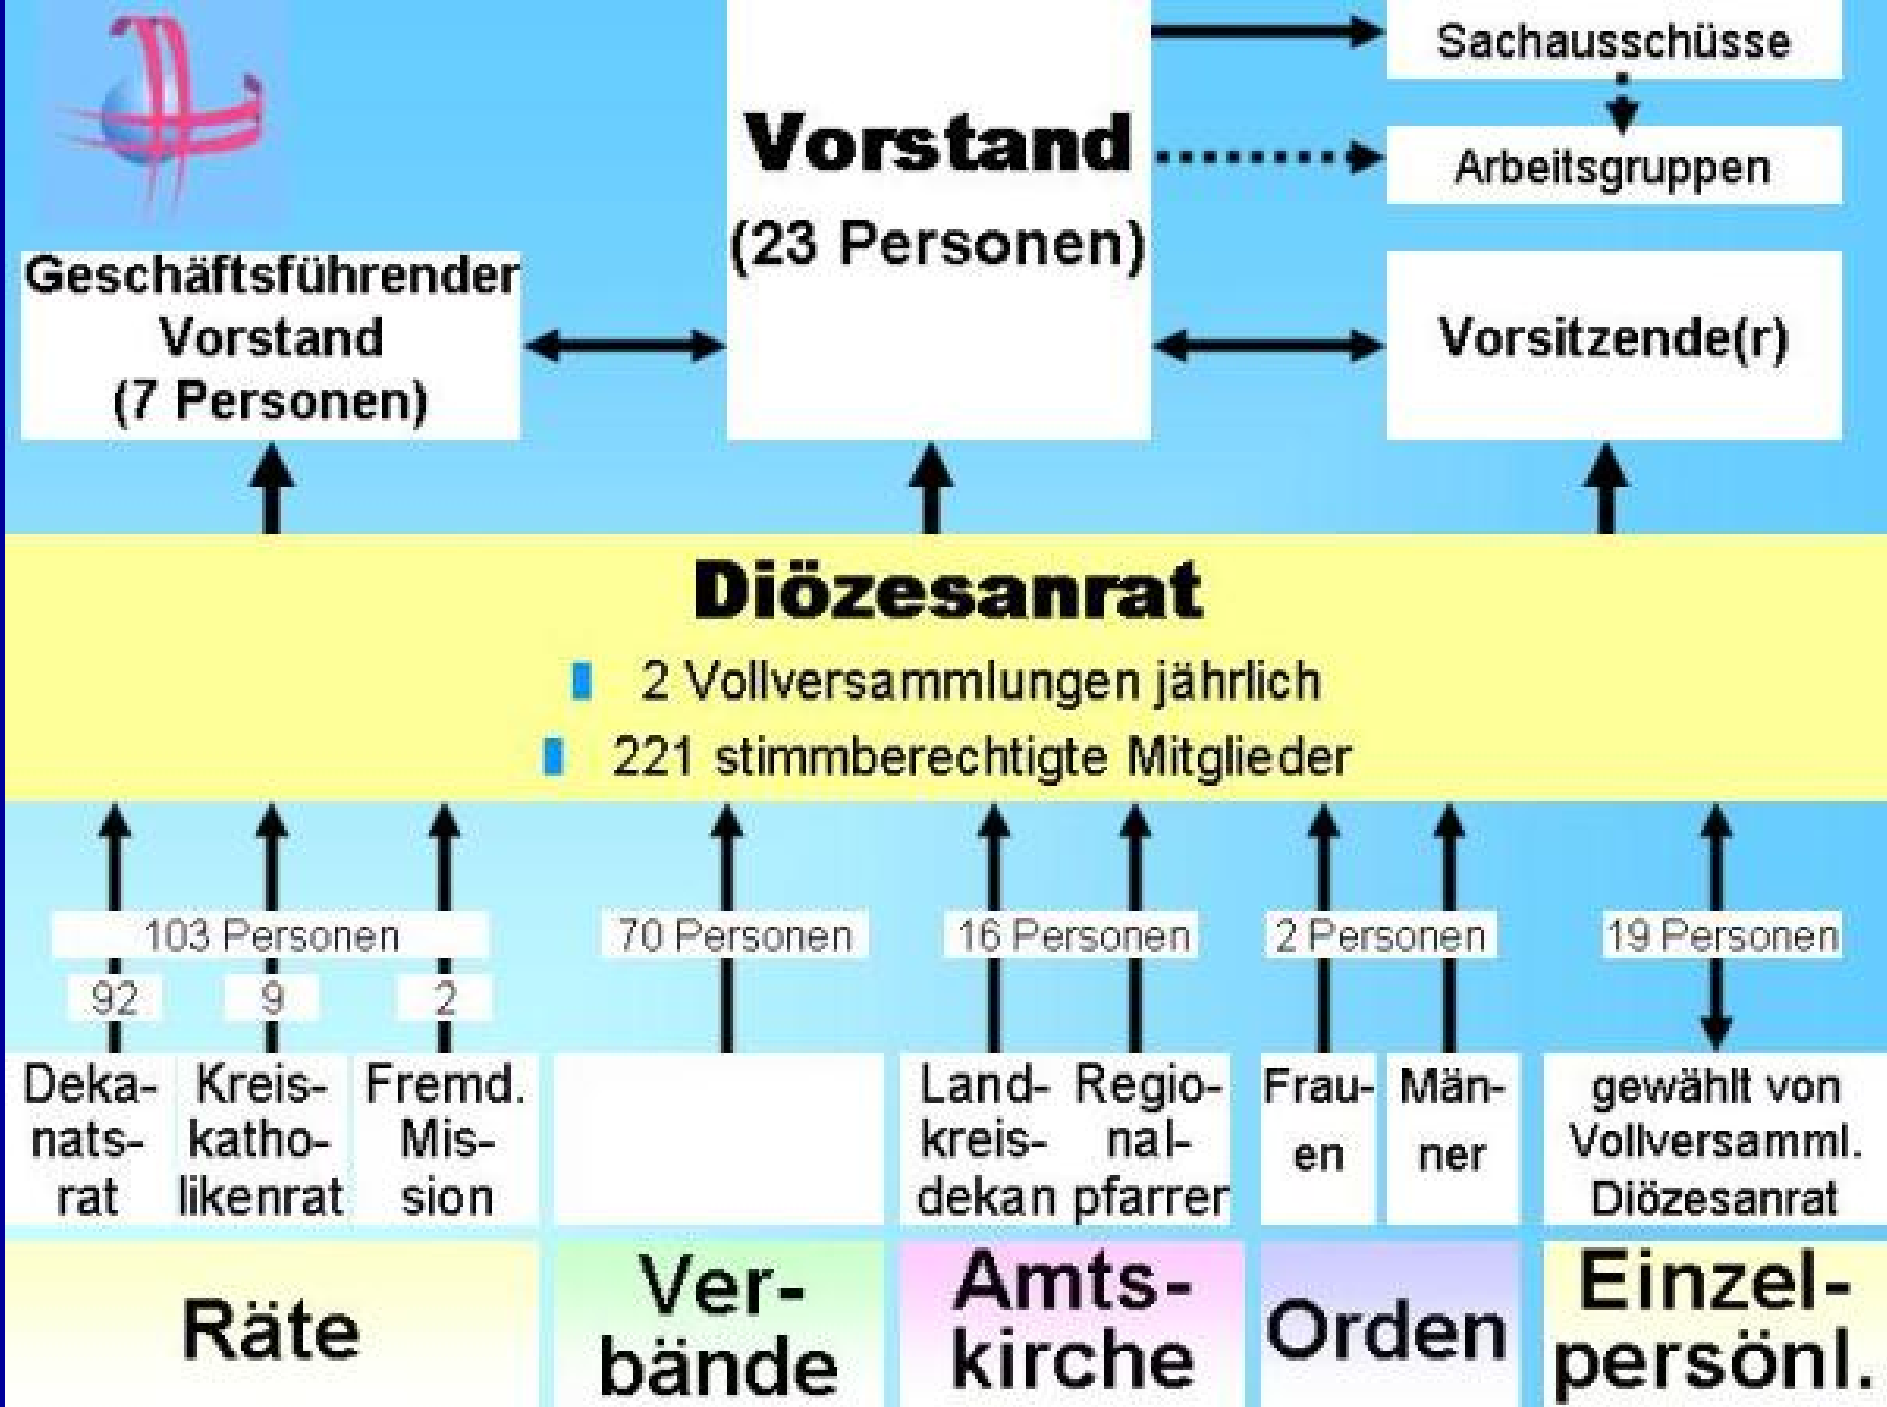 Sachausschüsse
Vorstand
(23 Personen)
Arbeitsgruppen
Geschäftsführender
Vorstand
(7 Personen)
Vorsitzende(r)
Diözesanrat
2 Vollversammlungen jährlich
221 stimmberechtigte Mitglieder
103 Personen
70 Personen
16 Personen
2 Personen
19 Personen
92
9
2
Deka-
nats-
rat
Kreis-
katho-
likenrat
Fremd.
Mis-
sion
Land-
kreis-
dekan
Regio-
nal-
pfarrer
Frau-
en
Män-
ner
gewählt von
Vollversamml.
Diözesanrat
Räte
Ver-
bände
Amts-
kirche
Orden
Einzel-
persönl.